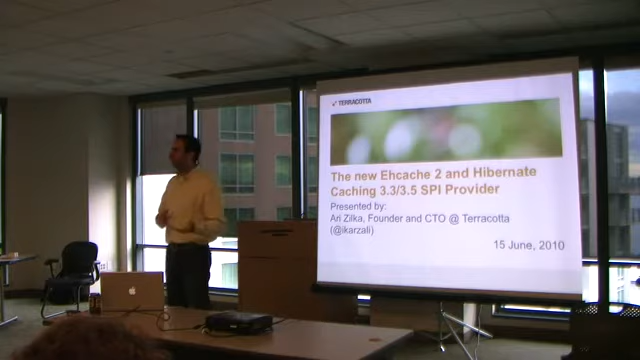 TERRACOTTA
The new Ehcache 2 and Hibernate
Caching 3.3/3.5 SPI Provider
Presented by:
Ari Zilka, Founder and CTO @ Terracotta
(@ikarzali)
15 June, 2010